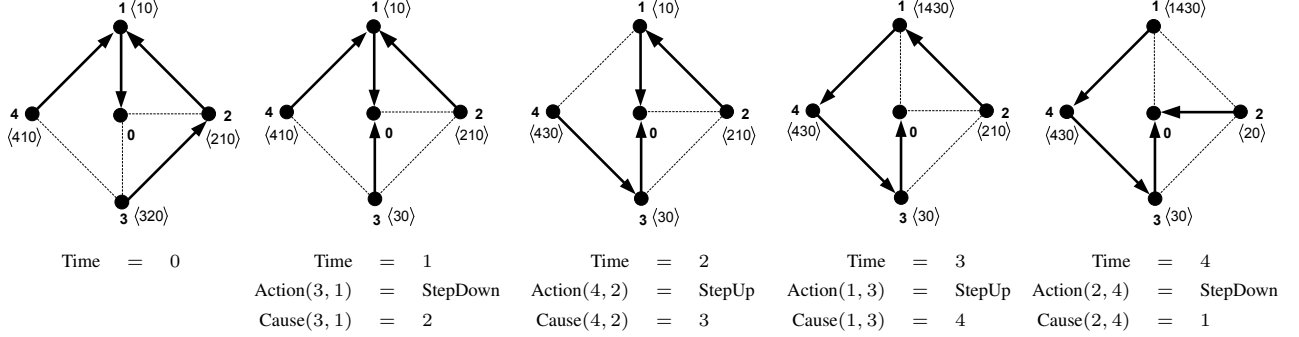 1 ⟨10⟩
4
2
0
⟨410⟩
⟨210⟩
3 ⟨320⟩
Time = 0
1 ⟨10⟩
4
2
0
⟨410⟩
⟨210⟩
3 ⟨30⟩
Time = 1
Action(3, 1) = StepDown
Cause(3, 1) = 2
1 ⟨10⟩
4
2
0
⟨430⟩
⟨210⟩
3 ⟨30⟩
Time = 2
Action(4, 2) = StepUp
Cause(4, 2) = 3
1 ⟨1430⟩
4
2
0
⟨430⟩
⟨210⟩
3 ⟨30⟩
Time = 3
Action(1, 3) = StepUp
Cause(1, 3) = 4
1 ⟨1430⟩
4
2
0
⟨430⟩
⟨20⟩
3 ⟨30⟩
Time = 4
Action(2, 4) = StepDown
Cause(2, 4) = 1